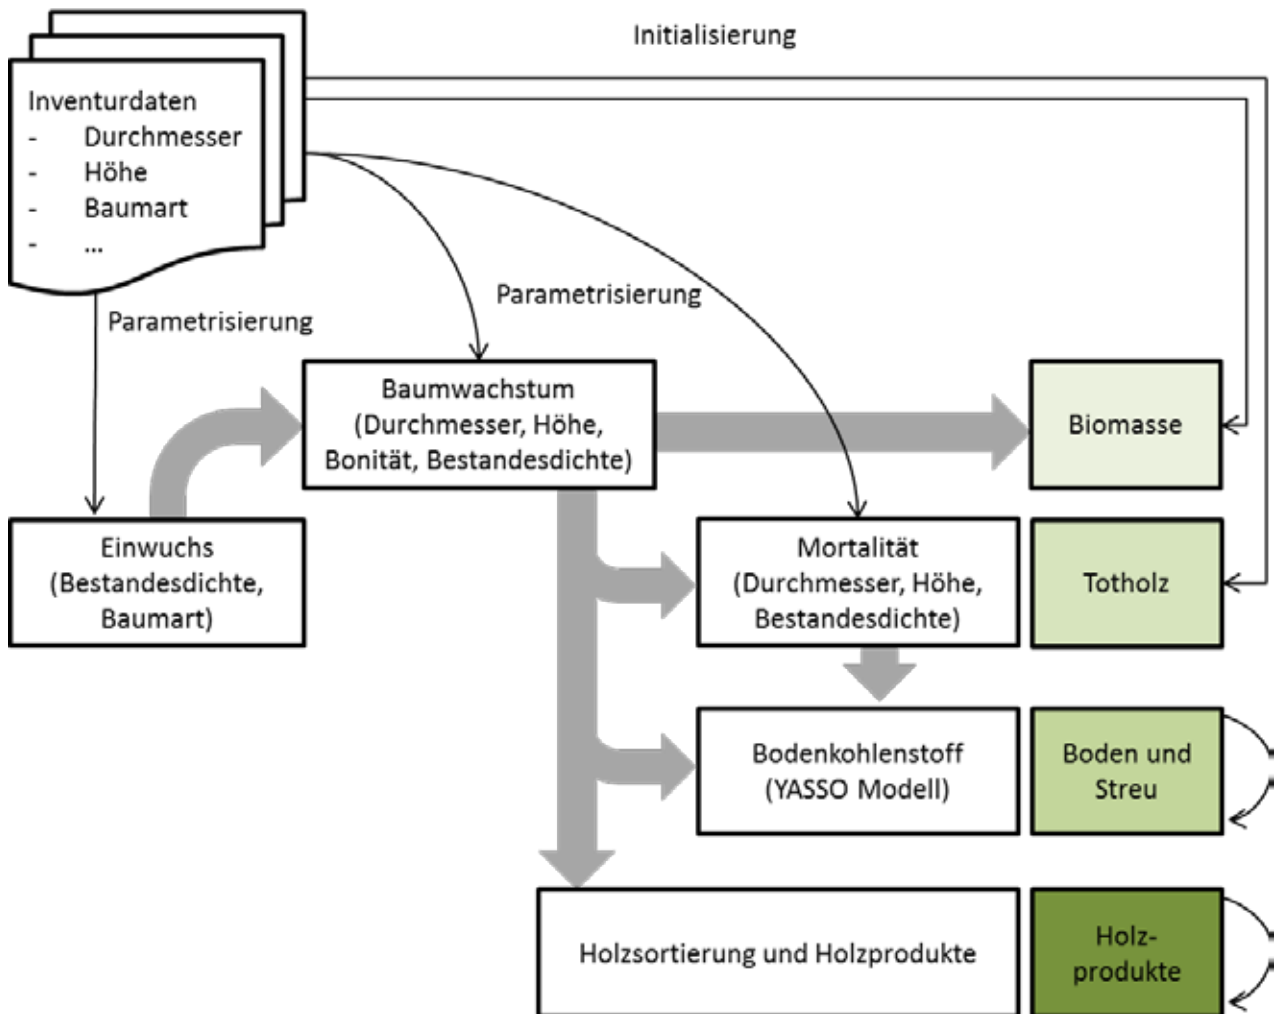 Initialisierung
Inventurdaten
- Durchmesser
- Höhe
- Baumart
- ...
Parametrisierung
Parametrisierung
Baumwachstum
(Durchmesser, Höhe,
Bonität, Bestandesdichte)
Biomasse
Einwuchs
(Bestandesdichte,
Baumart)
Mortalität
(Durchmesser, Höhe,
Bestandesdichte)
Totholz
Bodenkohlenstoff
(YASSO Modell)
Boden und
Streu
Holzsortierung und Holzprodukte
Holz-
produkte